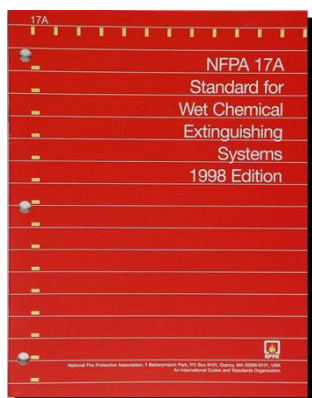 17A
NFPA 17A
Standard for
Wet Chemical
Extinguishing
Systems
1998 Edition
NFPA
National Fire Protection Association, 1 Batterymarch Park, PO Box 9101, Quincy, MA 02269-9101, USA
An International Codes and Standards Organization